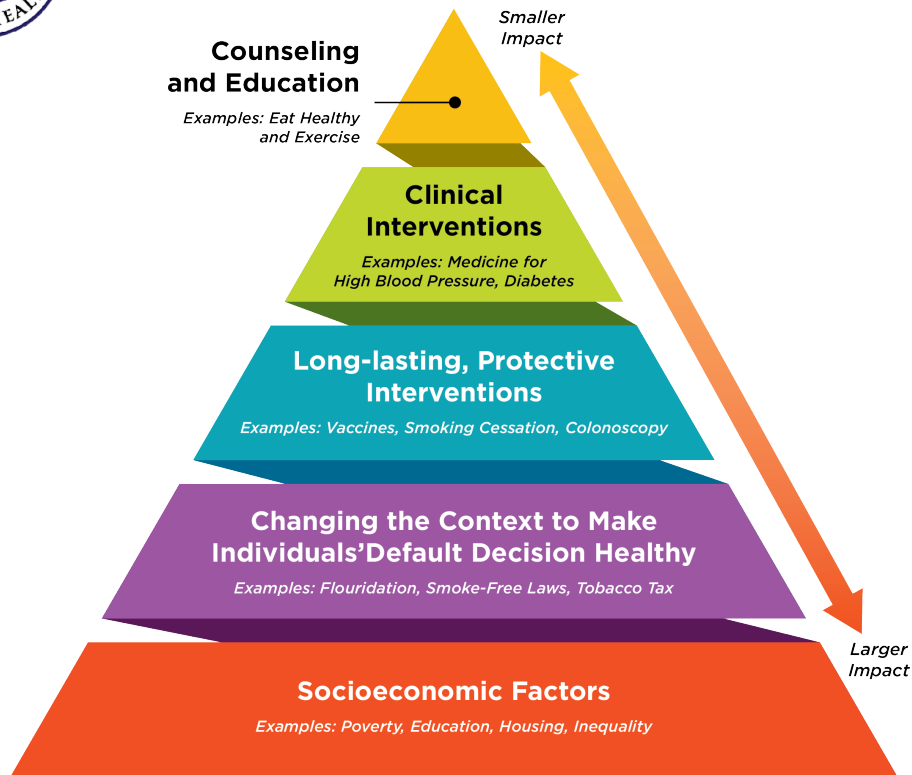 Smaller
Impact
Counseling
and Education
Examples: Eat Healthy
and Exercise
Clinical
Interventions
Examples: Medicine for
High Blood Pressure, Diabetes
Long-lasting, Protective
Interventions
Examples: Vaccines, Smoking Cessation, Colonoscopy
Changing the Context to Make
Individuals’Default Decision Healthy
Examples: Flouridation, Smoke-Free Laws, Tobacco Tax
Larger
Impact
Socioeconomic Factors
Examples: Poverty, Education, Housing, Inequality